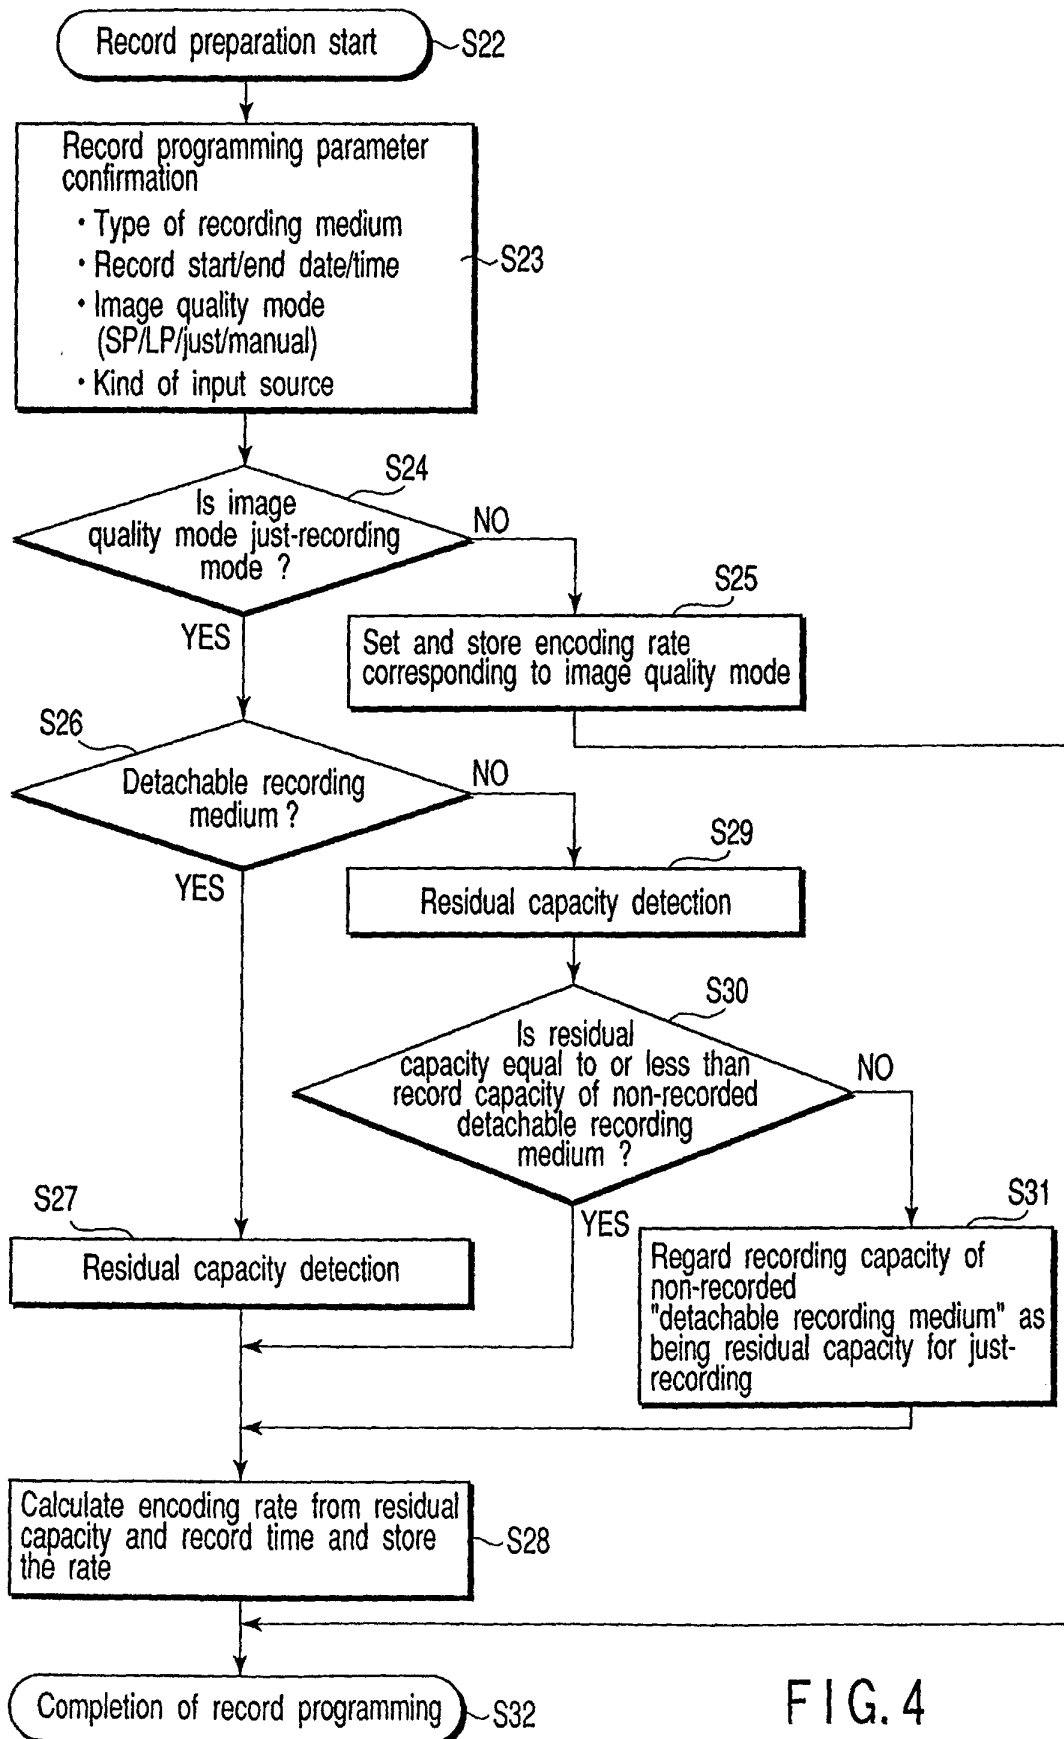 Record preparation start
S22
Record programming parameter
confirmation
・Type of recording medium
・Record start/end date/time
・Image quality mode
(SP/LP/just/manual)
・Kind of input source
S23
S24
Is image
quality mode just-recording
mode ?
NO
YES
S25
Set and store encoding rate
corresponding to image quality mode
S26
Detachable recording
medium ?
NO
YES
S29
Residual capacity detection
S30
Is residual
capacity equal to or less than
record capacity of non-recorded
detachable recording
medium ?
NO
YES
S27
Residual capacity detection
S31
Regard recording capacity of
non-recorded
"detachable recording medium" as
being residual capacity for just-
recording
Calculate encoding rate from residual
capacity and record time and store
the rate
S28
Completion of record programming
S32
FIG. 4